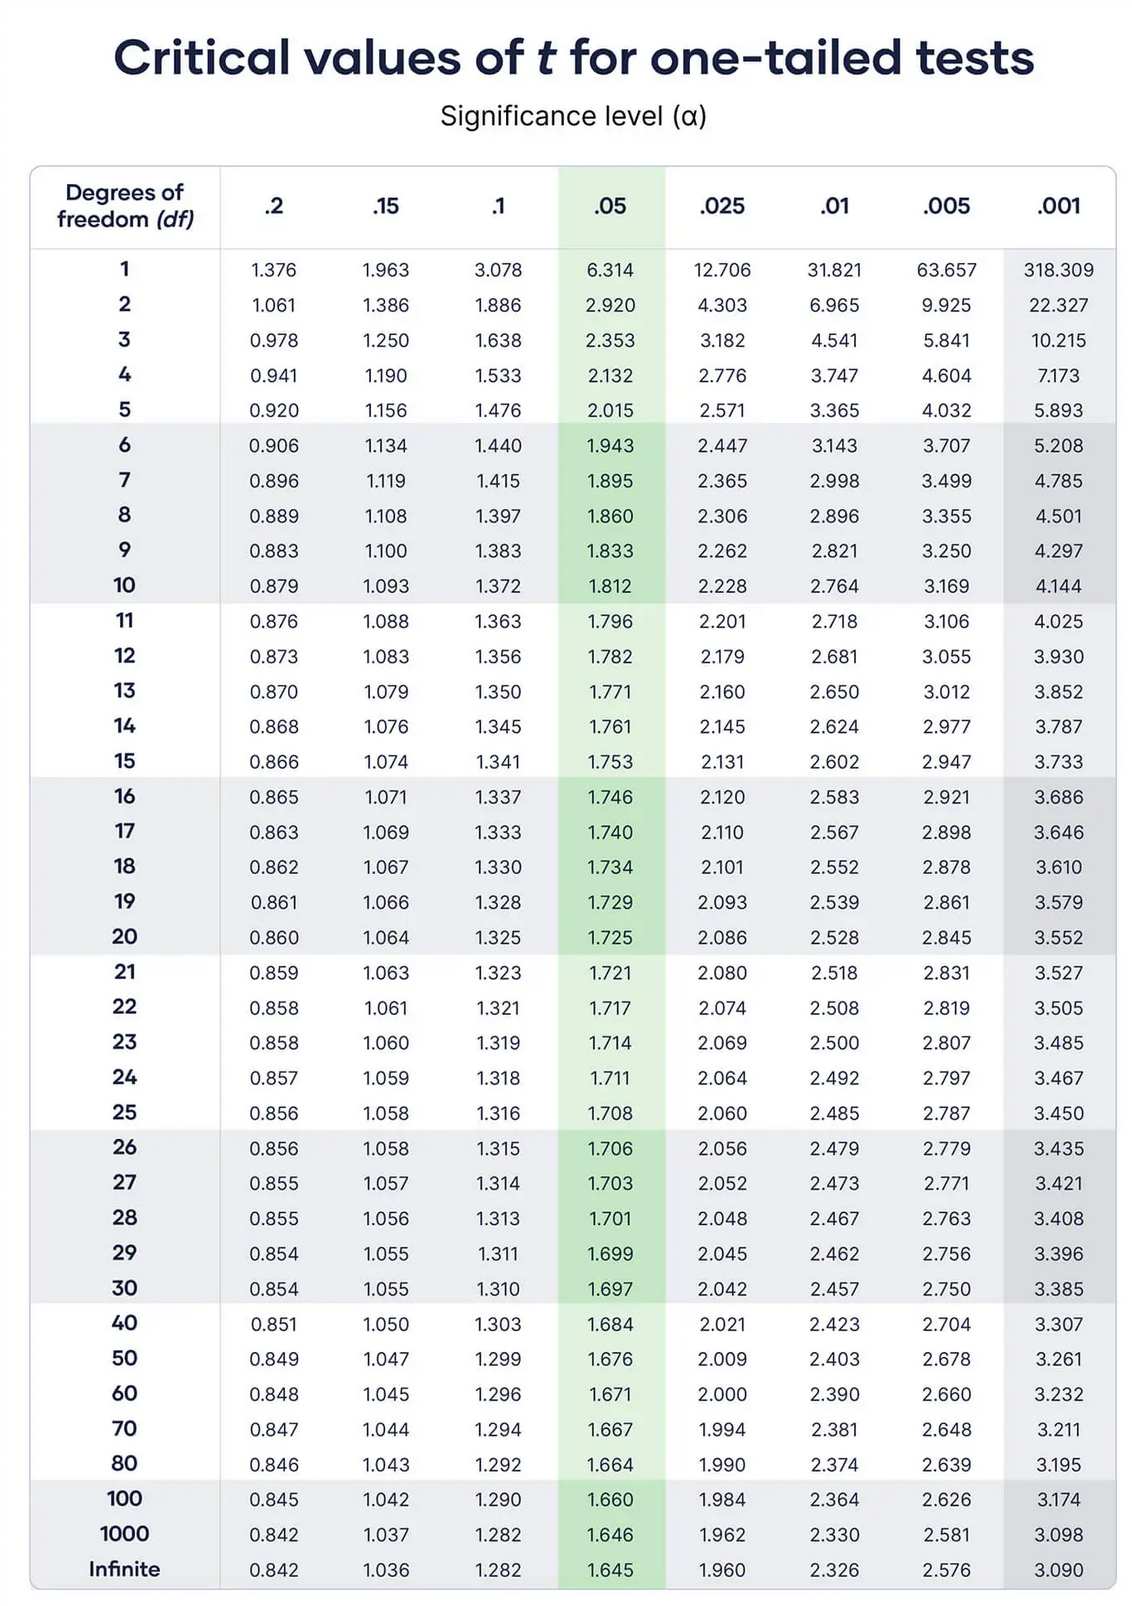 Critical values of t for one-tailed tests
Significance level (α)
Degrees of freedom (df) .2 .15 .1 .05 .025 .01 .005 .001
1 1.376 1.963 3.078 6.314 12.706 31.821 63.657 318.309
2 1.061 1.386 1.886 2.920 4.303 6.965 9.925 22.327
3 0.978 1.250 1.638 2.353 3.182 4.541 5.841 10.215
4 0.941 1.190 1.533 2.132 2.776 3.747 4.604 7.173
5 0.920 1.156 1.476 2.015 2.571 3.365 4.032 5.893
6 0.906 1.134 1.440 1.943 2.447 3.143 3.707 5.208
7 0.896 1.119 1.415 1.895 2.365 2.998 3.499 4.785
8 0.889 1.108 1.397 1.860 2.306 2.896 3.355 4.501
9 0.883 1.100 1.383 1.833 2.262 2.821 3.250 4.297
10 0.879 1.093 1.372 1.812 2.228 2.764 3.169 4.144
11 0.876 1.088 1.363 1.796 2.201 2.718 3.106 4.025
12 0.873 1.083 1.356 1.782 2.179 2.681 3.055 3.930
13 0.870 1.079 1.350 1.771 2.160 2.650 3.012 3.852
14 0.868 1.076 1.345 1.761 2.145 2.624 2.977 3.787
15 0.866 1.074 1.341 1.753 2.131 2.602 2.947 3.733
16 0.865 1.071 1.337 1.746 2.120 2.583 2.921 3.686
17 0.863 1.069 1.333 1.740 2.110 2.567 2.898 3.646
18 0.862 1.067 1.330 1.734 2.101 2.552 2.878 3.610
19 0.861 1.066 1.328 1.729 2.093 2.539 2.861 3.579
20 0.860 1.064 1.325 1.725 2.086 2.528 2.845 3.552
21 0.859 1.063 1.323 1.721 2.080 2.518 2.831 3.527
22 0.858 1.061 1.321 1.717 2.074 2.508 2.819 3.505
23 0.858 1.060 1.319 1.714 2.069 2.500 2.807 3.485
24 0.857 1.059 1.318 1.711 2.064 2.492 2.797 3.467
25 0.856 1.058 1.316 1.708 2.060 2.485 2.787 3.450
26 0.856 1.058 1.315 1.706 2.056 2.479 2.779 3.435
27 0.855 1.057 1.314 1.703 2.052 2.473 2.771 3.421
28 0.855 1.056 1.313 1.701 2.048 2.467 2.763 3.408
29 0.854 1.055 1.311 1.699 2.045 2.462 2.756 3.396
30 0.854 1.055 1.310 1.697 2.042 2.457 2.750 3.385
40 0.851 1.050 1.303 1.684 2.021 2.423 2.704 3.307
50 0.849 1.047 1.299 1.676 2.009 2.403 2.678 3.261
60 0.848 1.045 1.296 1.671 2.000 2.390 2.660 3.232
70 0.847 1.044 1.294 1.667 1.994 2.381 2.648 3.211
80 0.846 1.043 1.292 1.664 1.990 2.374 2.639 3.195
100 0.845 1.042 1.290 1.660 1.984 2.364 2.626 3.174
1000 0.842 1.037 1.282 1.646 1.962 2.330 2.581 3.098
Infinite 0.842 1.036 1.282 1.645 1.960 2.326 2.576 3.090